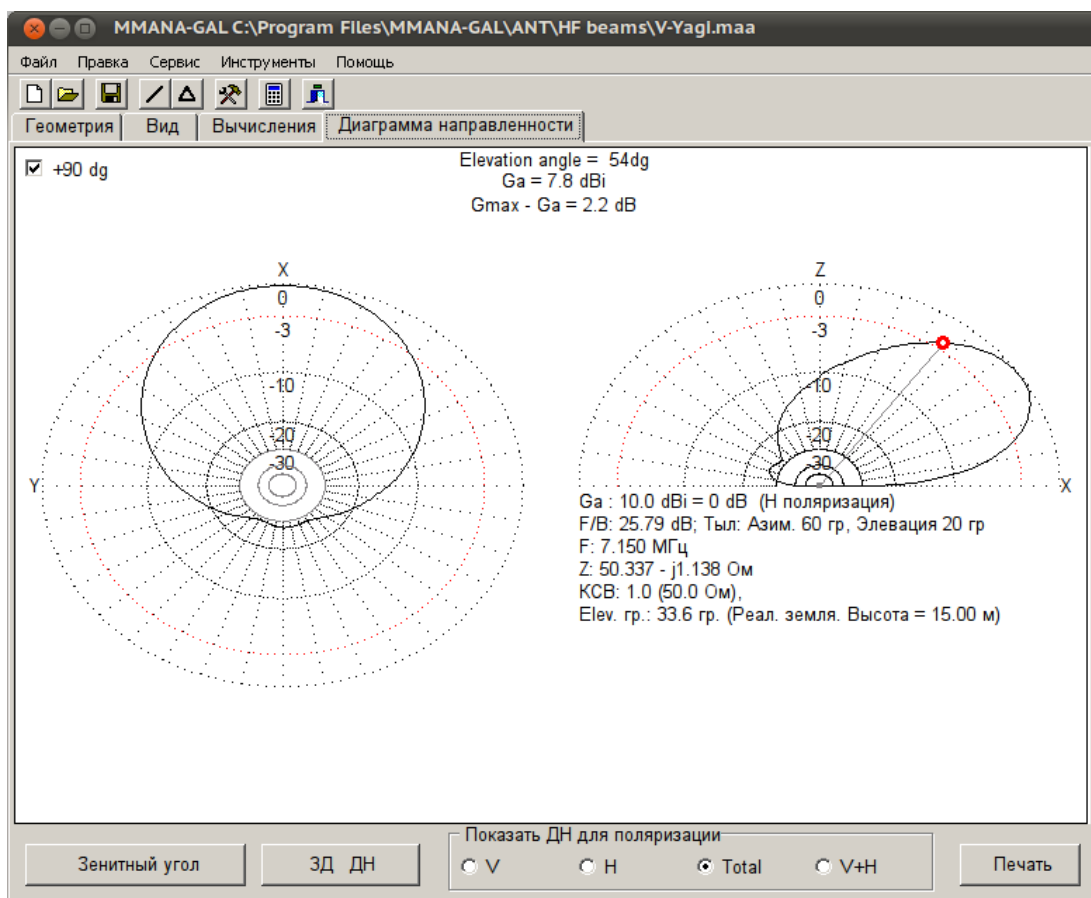 MMANA-GAL C:\Program FIles\MMANA-GAL\ANT\HF beams\V-YagI.maa
Файл Правка Сервис Инструменты Помощь
Геометрия Вид Вычисления Диаграмма направленности
+90 dg
Elevation angle = 54dg
Ga = 7.8 dBi
Gmax - Ga = 2.2 dB
X
0
-3
-10
-20
-30
Y
Z
0
-3
-10
-20
-30
X
Ga : 10.0 dBi = 0 dB (H поляризация)
F/B: 25.79 dB; Тыл: Азим. 60 гр, Элевация 20 гр
F: 7.150 МГц
Z: 50.337 - j1.138 Ом
КСВ: 1.0 (50.0 Ом),
Elev. гр.: 33.6 гр. (Реал. земля. Высота = 15.00 м)
Зенитный угол
3Д ДН
Показать ДН для поляризации
V H Total V+H
Печать